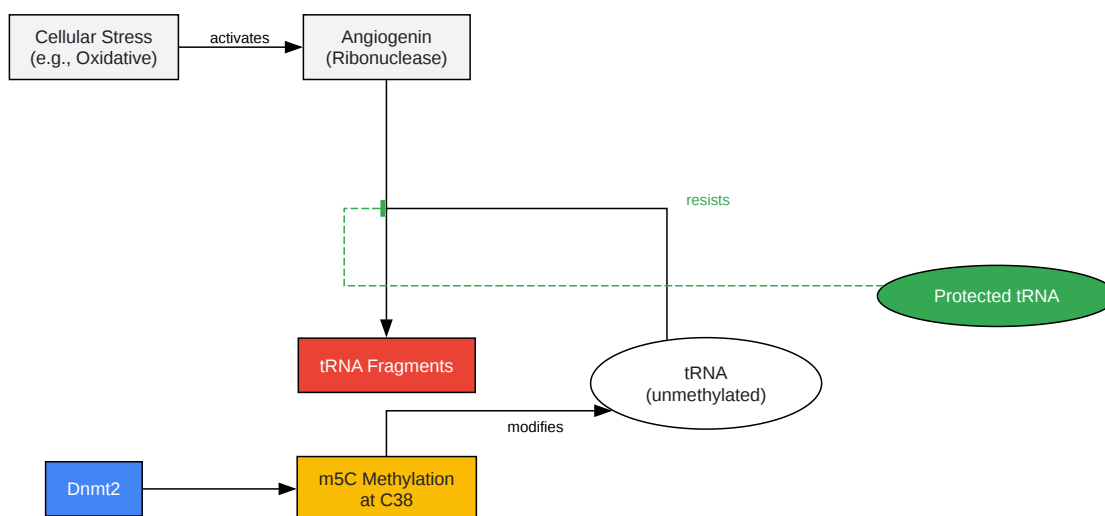 Cellular Stress
(e.g., Oxidative)
activates
Angiogenin
(Ribonuclease)
resists
Protected tRNA
tRNA Fragments
tRNA
(unmethylated)
modifies
Dnmt2
m5C Methylation
at C38